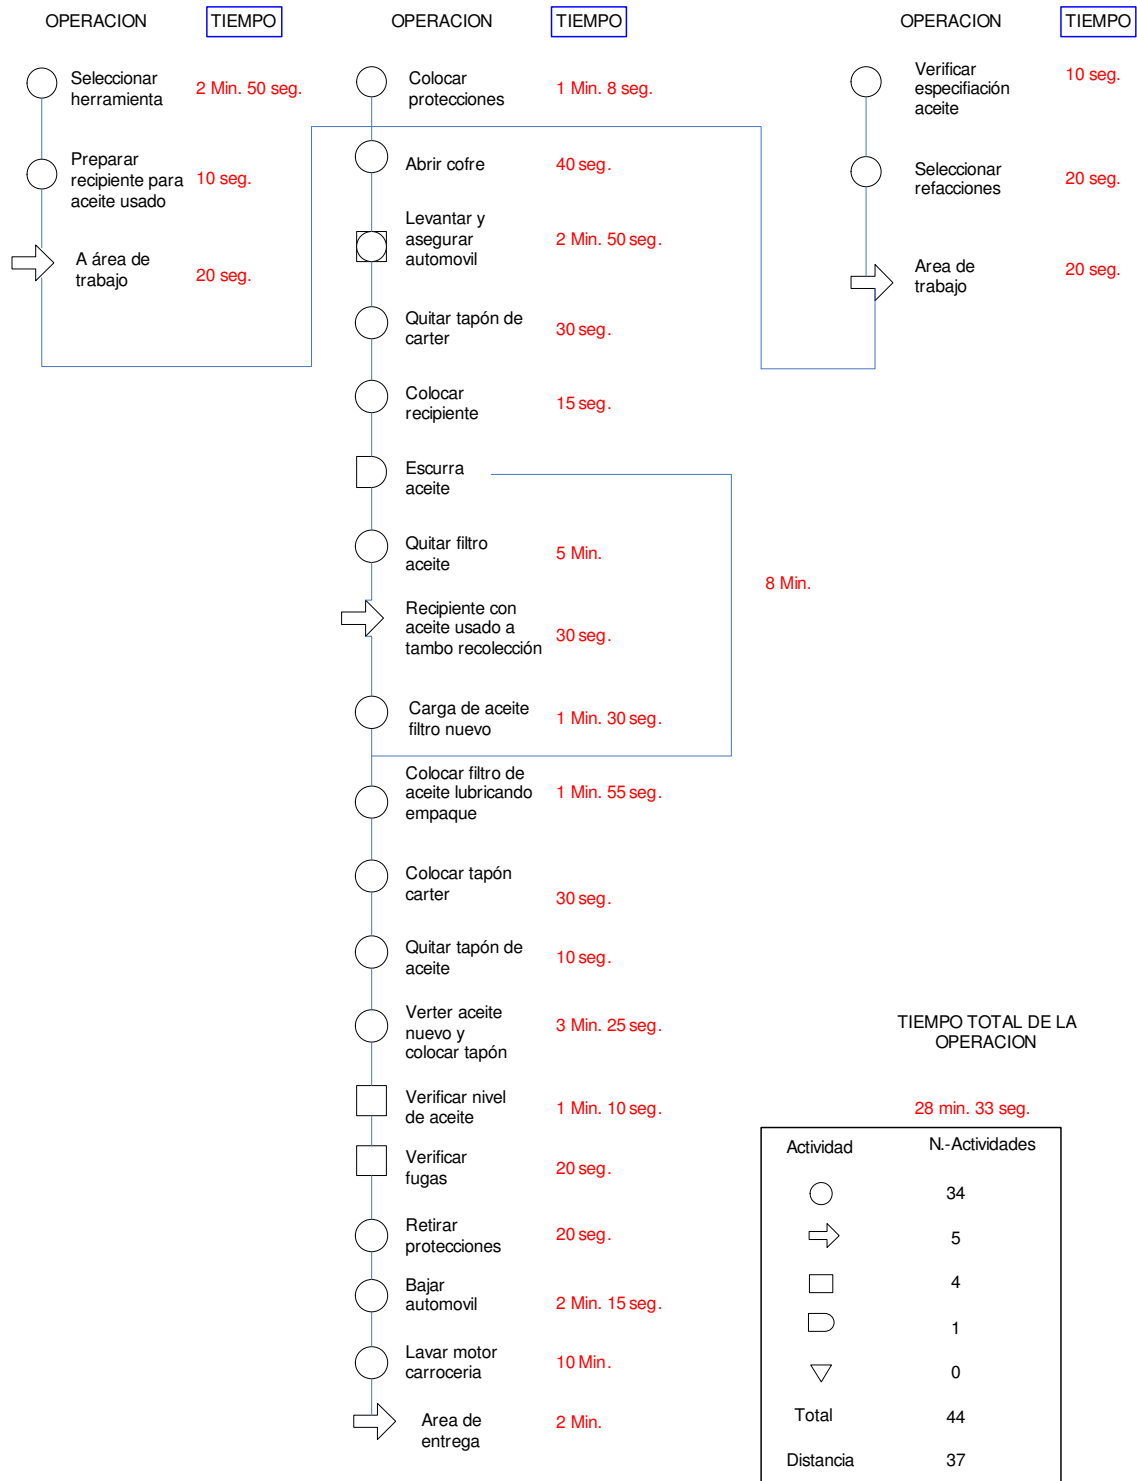 OPERACION
TIEMPO
Seleccionar
herramienta
2 Min. 50 seg.
Preparar
recipiente para
aceite usado
10 seg.
A área de
trabajo
20 seg.
OPERACION
TIEMPO
Colocar
protecciones
1 Min. 8 seg.
Abrir cofre
40 seg.
Levantar y
asegurar
automovil
2 Min. 50 seg.
Quitar tapón de
carter
30 seg.
Colocar
recipiente
15 seg.
Escurra
aceite
Quitar filtro
aceite
5 Min.
8 Min.
Recipiente con
aceite usado a
tambo recolección
30 seg.
Carga de aceite
filtro nuevo
1 Min. 30 seg.
Colocar filtro de
aceite lubricando
empaque
1 Min. 55 seg.
Colocar tapón
carter
30 seg.
Quitar tapón de
aceite
10 seg.
Verter aceite
nuevo y
colocar tapón
3 Min. 25 seg.
Verificar nivel
de aceite
1 Min. 10 seg.
Verificar
fugas
20 seg.
Retirar
protecciones
20 seg.
Bajar
automovil
2 Min. 15 seg.
Lavar motor
carroceria
10 Min.
Area de
entrega
2 Min.
OPERACION
TIEMPO
Verificar
especifiación
aceite
10 seg.
Seleccionar
refacciones
20 seg.
Area de
trabajo
20 seg.
TIEMPO TOTAL DE LA
OPERACION
28 min. 33 seg.
Actividad N.-Actividades
34
5
4
1
0
Total 44
Distancia 37